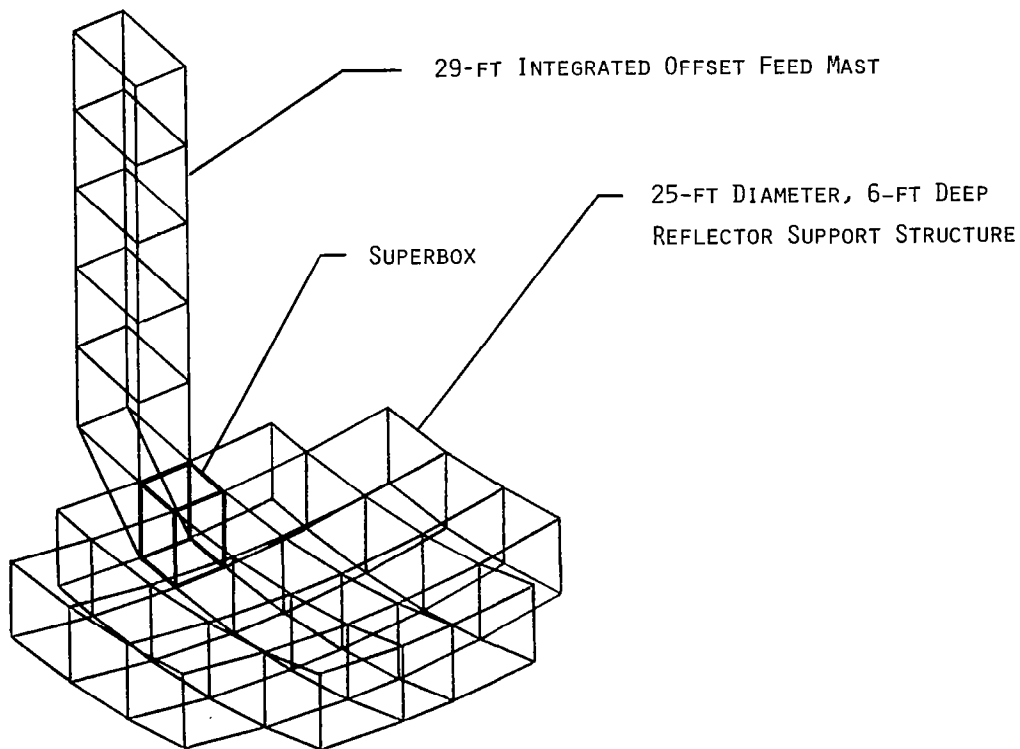 29-FT INTEGRATED OFFSET FEED MAST
25-FT DIAMETER, 6-FT DEEP
REFLECTOR SUPPORT STRUCTURE
SUPERBOX